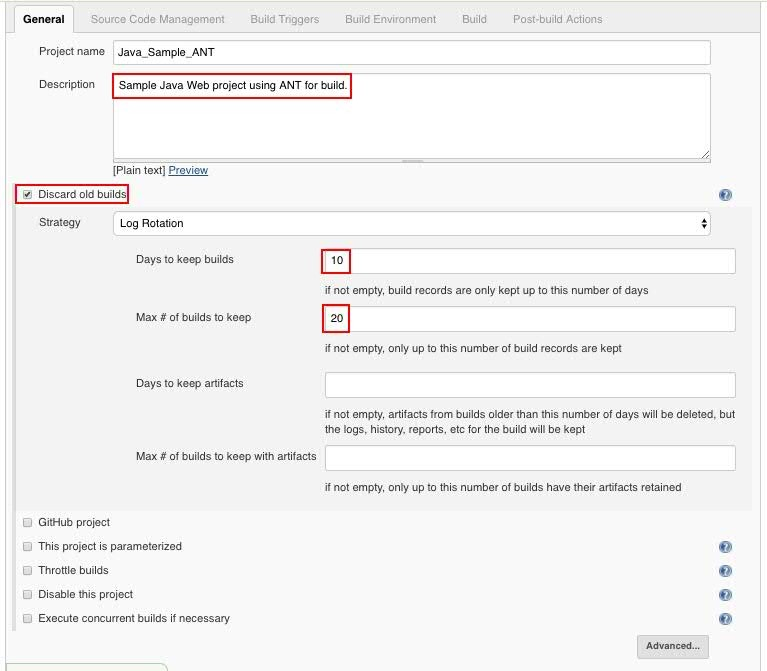 General Source Code Management Build Triggers Build Environment Build Post-build Actions
Project name Java_Sample_ANT
Description Sample Java Web project using ANT for build.
[Plain text] Preview
Discard old builds
Strategy Log Rotation
Days to keep builds 10
if not empty, build records are only kept up to this number of days
Max # of builds to keep 20
if not empty, only up to this number of build records are kept
Days to keep artifacts
if not empty, artifacts from builds older than this number of days will be deleted, but
the logs, history, reports, etc for the build will be kept
Max # of builds to keep with artifacts
if not empty, only up to this number of builds have their artifacts retained
GitHub project
This project is parameterized
Throttle builds
Disable this project
Execute concurrent builds if necessary
Advanced...